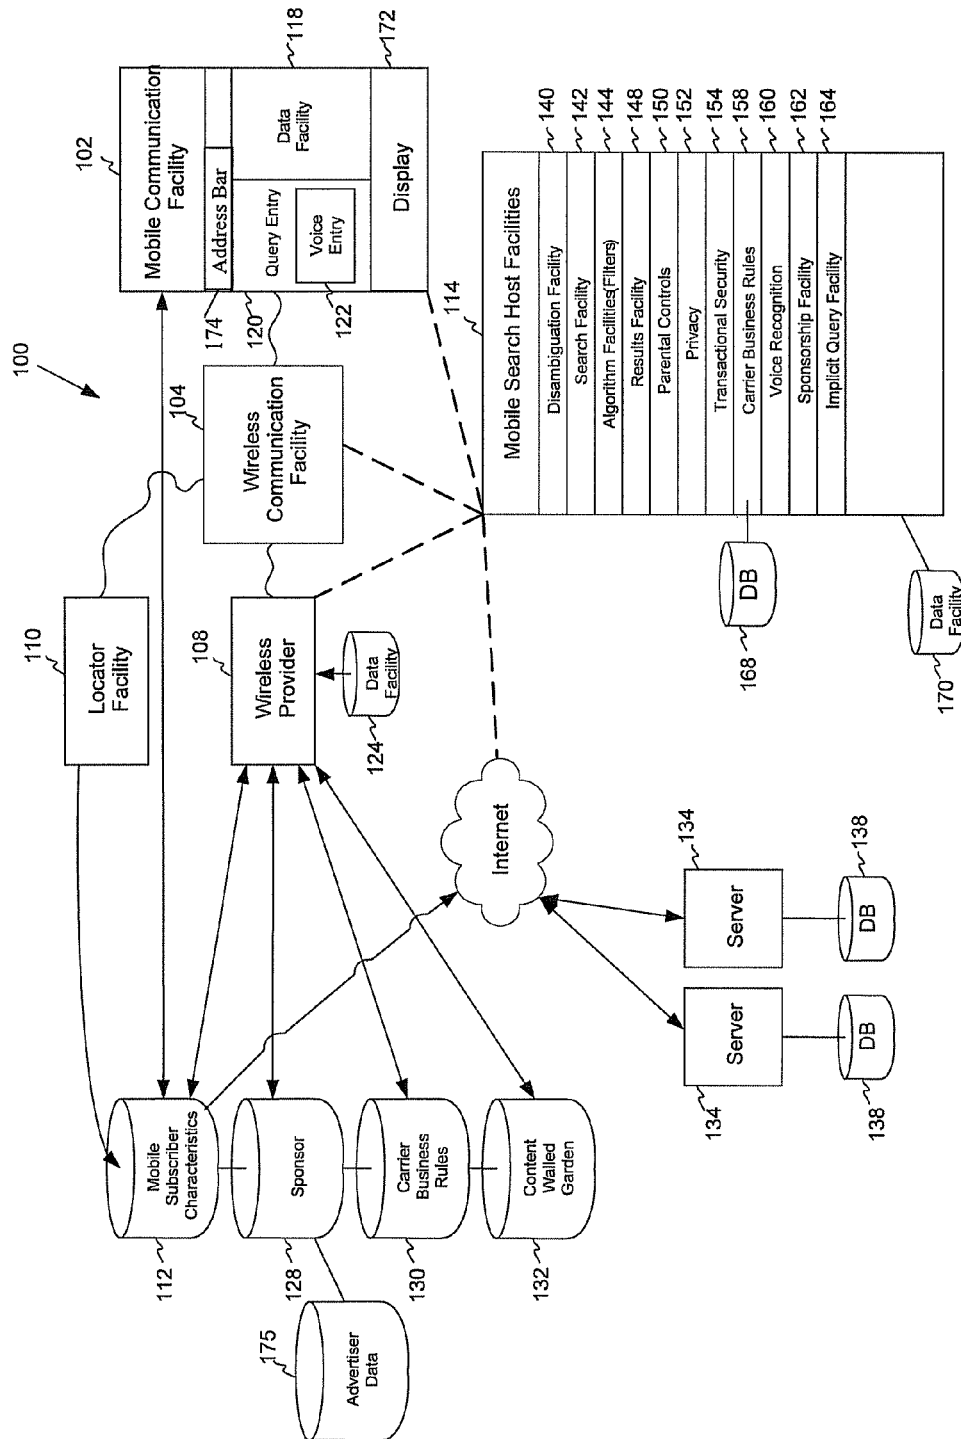 100
102
Mobile Communication
Facility
174
Address Bar
120
Query Entry
122
Voice
Entry
Data
Facility
118
Display
172
104
Wireless
Communication
Facility
110
Locator
Facility
108
Wireless
Provider
124
Data
Facility
112
Mobile
Subscriber
Characteristics
128
Sponsor
130
Carrier
Business
Rules
132
Content
Walled
Garden
175
Advertiser
Data
Internet
134
Server
138
DB
134
Server
138
DB
114
Mobile Search Host Facilities
Disambiguation Facility
140
Search Facility
142
Algorithm Facilities(Filters)
144
Results Facility
148
Parental Controls
150
Privacy
152
Transactional Security
154
Carrier Business Rules
158
Voice Recognition
160
Sponsorship Facility
162
Implicit Query Facility
164
DB
168
Data
Facility
170